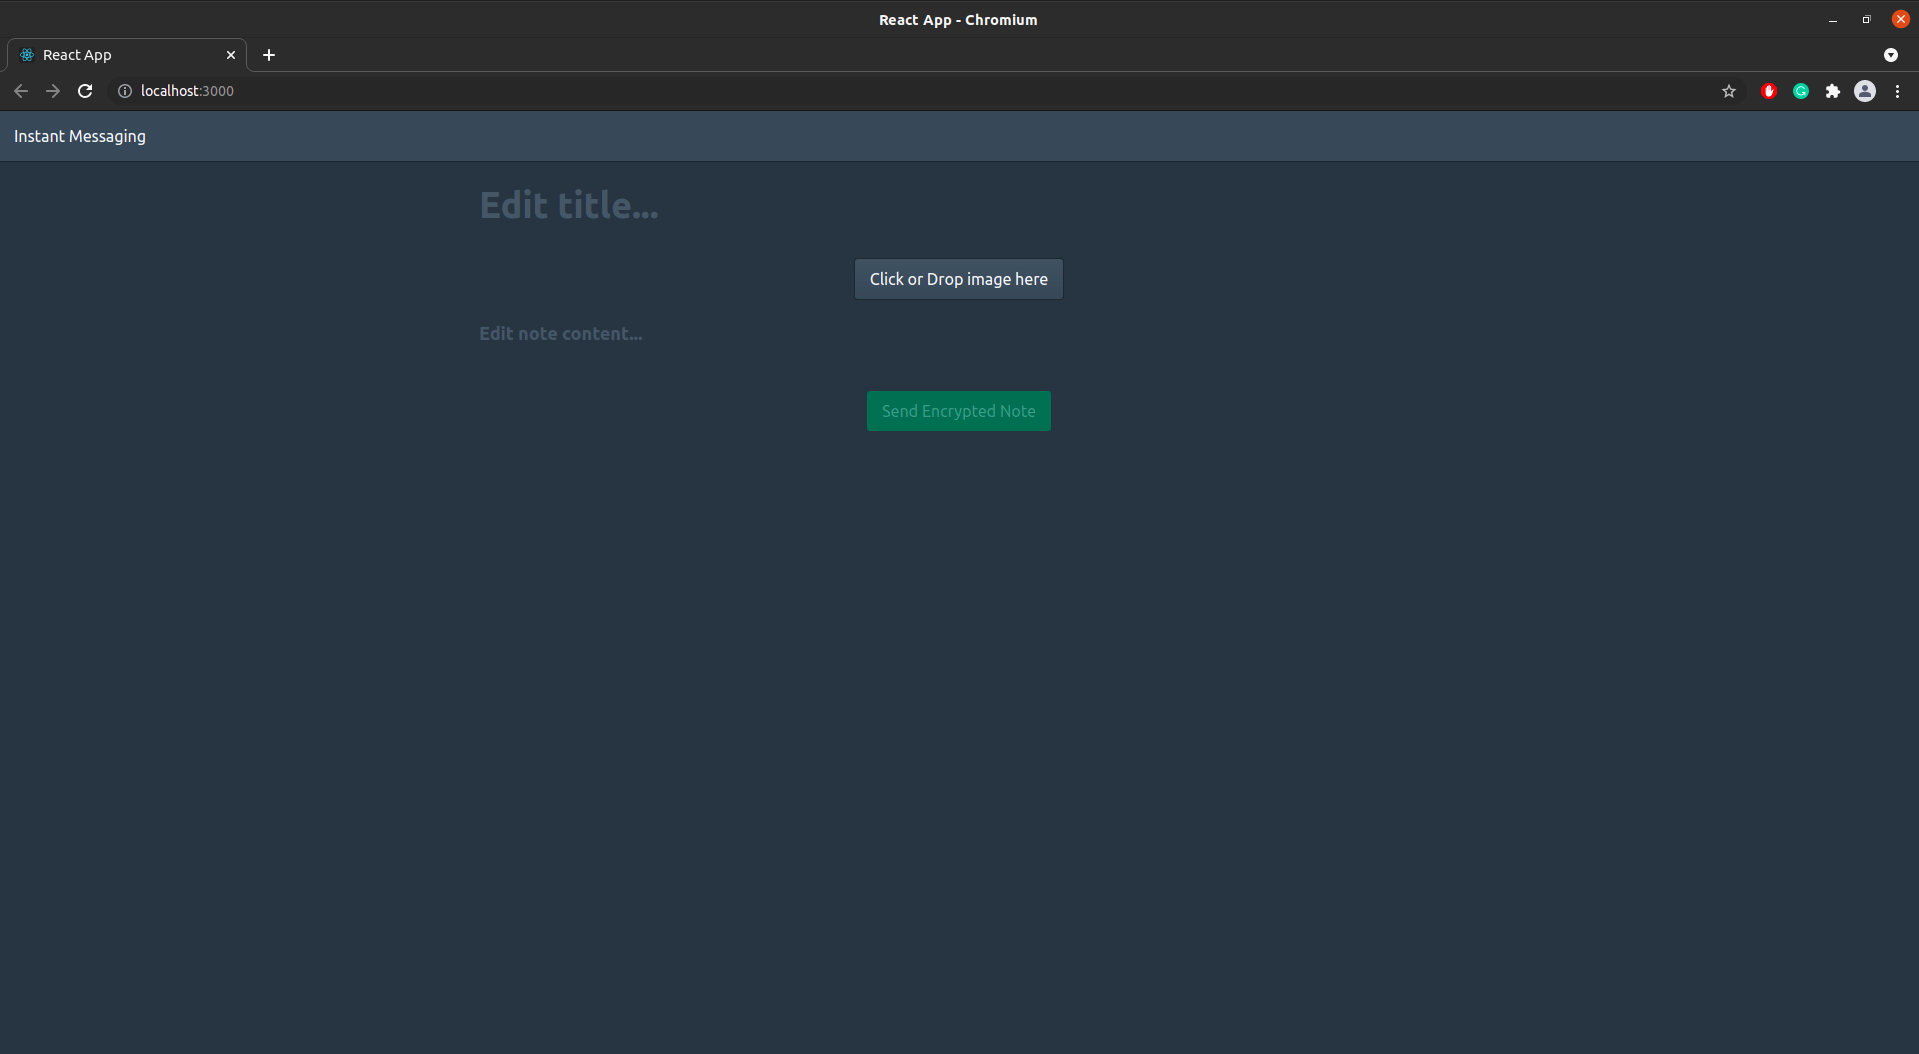 React App - Chromium
React App
localhost:3000
Instant Messaging
Edit title...
Click or Drop image here
Edit note content...
Send Encrypted Note